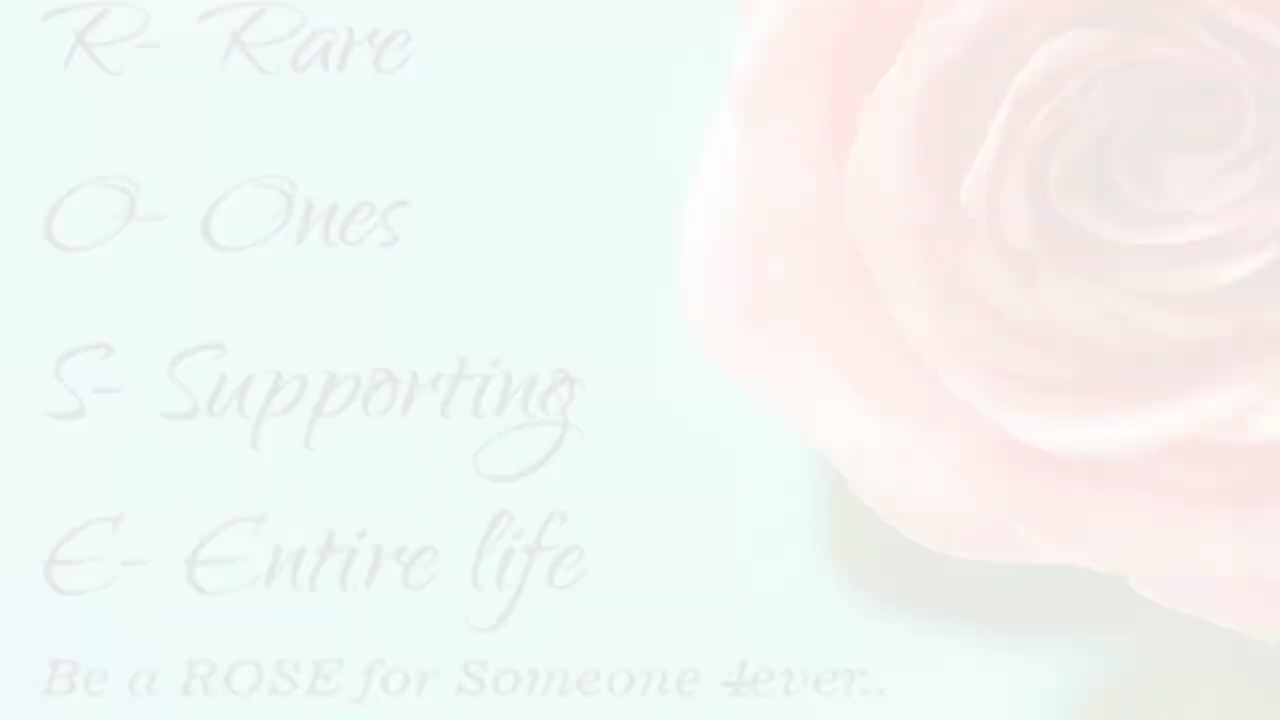 R- Rare
O- Ones
S- Supporting
E- Entire life
Be a ROSE for Someone 4ever..